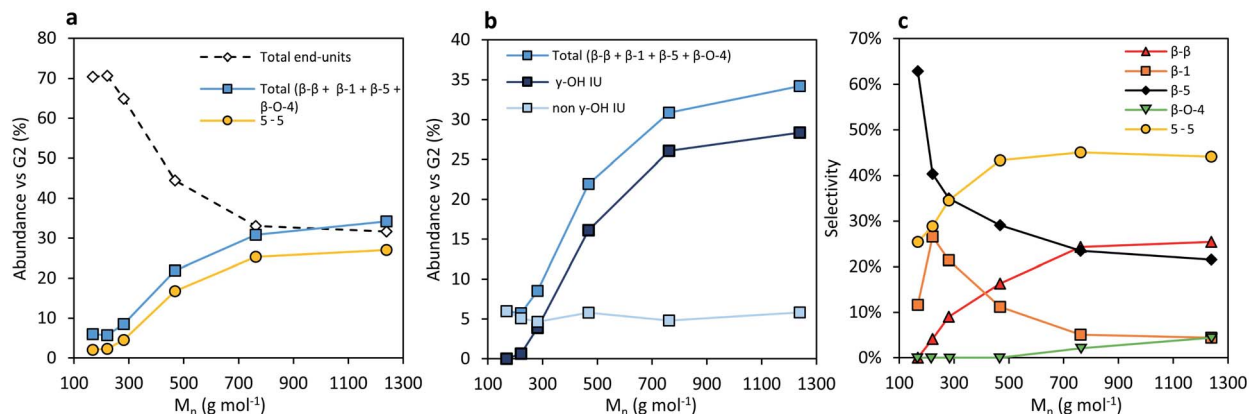 a
Abundance vs G2 (%)
80
70
60
50
40
30
20
10
0
Total end-units
Total (β-β + β-1 + β-5 +
β-O-4)
5 - 5
100 300 500 700 900 1100 1300
Mn (g mol-1)
b
Abundance vs G2 (%)
40
35
30
25
20
15
10
5
0
Total (β-β + β-1 + β-5 + β-O-4)
y-OH IU
non y-OH IU
100 300 500 700 900 1100 1300
Mn (g mol-1)
c
Selectivity
70%
60%
50%
40%
30%
20%
10%
0%
β-β
β-1
β-5
β-O-4
5 - 5
100 300 500 700 900 1100 1300
Mn (g mol-1)